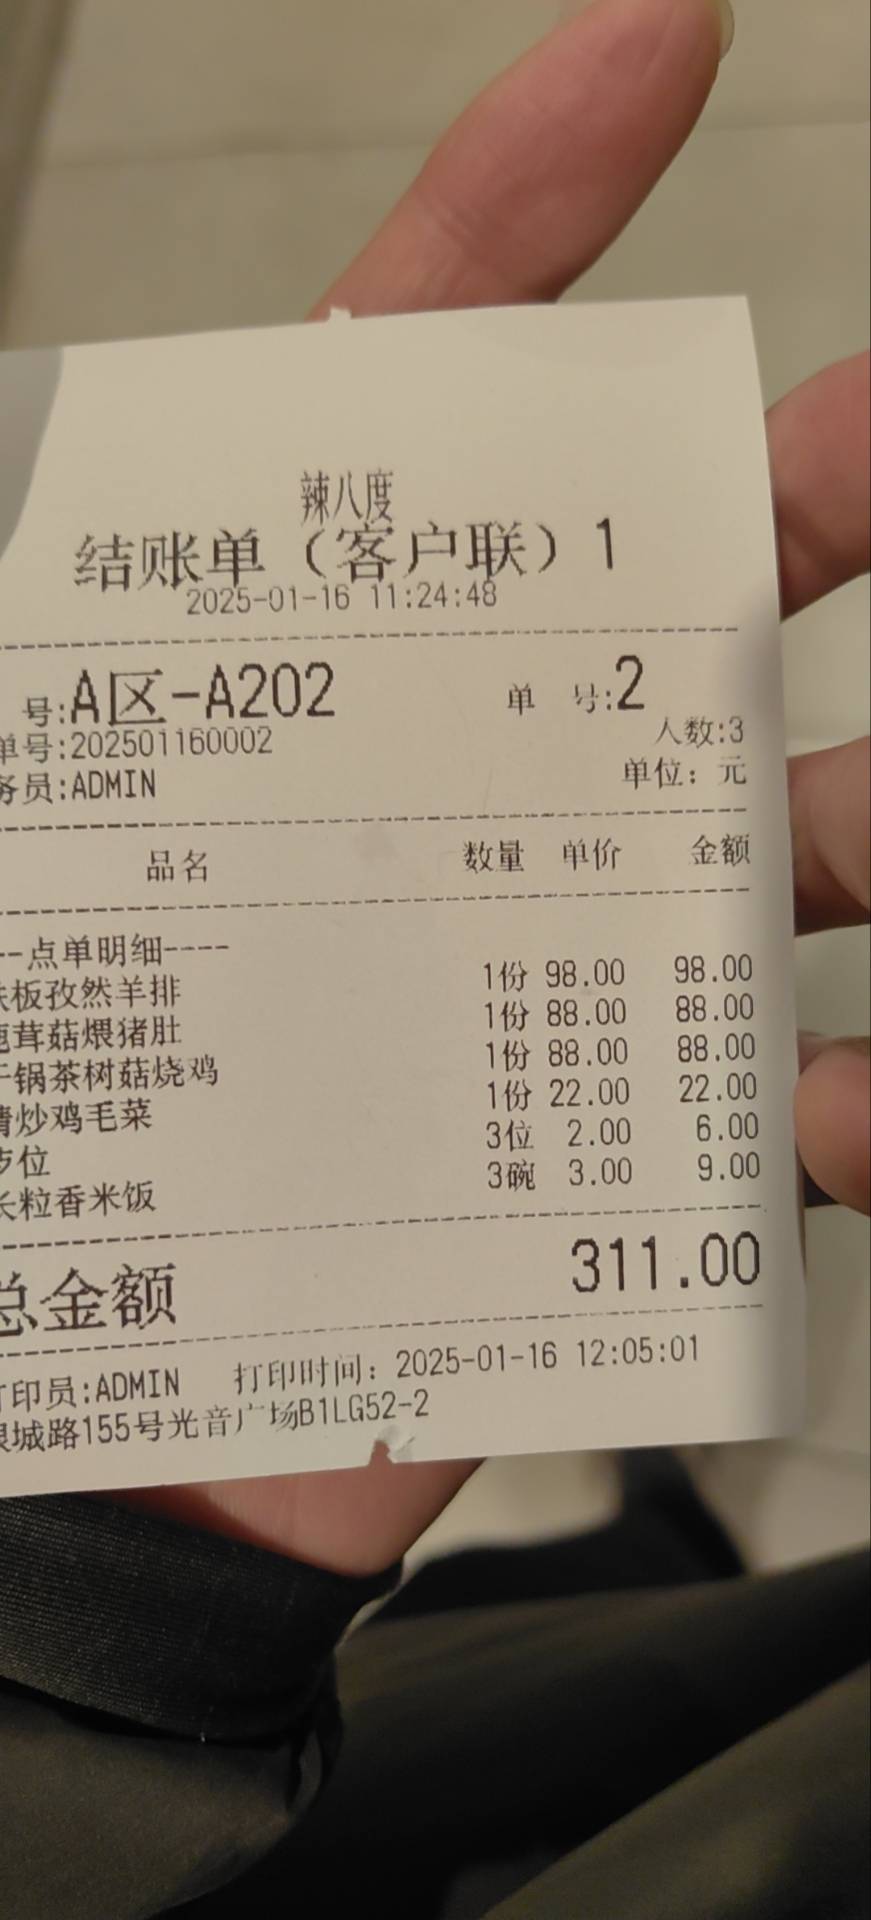 辣八度
结账单（客户联）1
2025-01-16 11:24:48
号:A区-A202 单 号:2
单号:202501160002 人数:3
务员:ADMIN 单位：元
品名 数量 单价 金额
--点单明细----
板孜然羊排 1份 98.00 98.00
鹿茸菇煨猪肚 1份 88.00 88.00
干锅茶树菇烧鸡 1份 88.00 88.00
清炒鸡毛菜 1份 22.00 22.00
位 3位 2.00 6.00
长粒香米饭 3碗 3.00 9.00
总金额 311.00
打印员:ADMIN 打印时间：2025-01-16 12:05:01
城路155号光音广场B1LG52-2